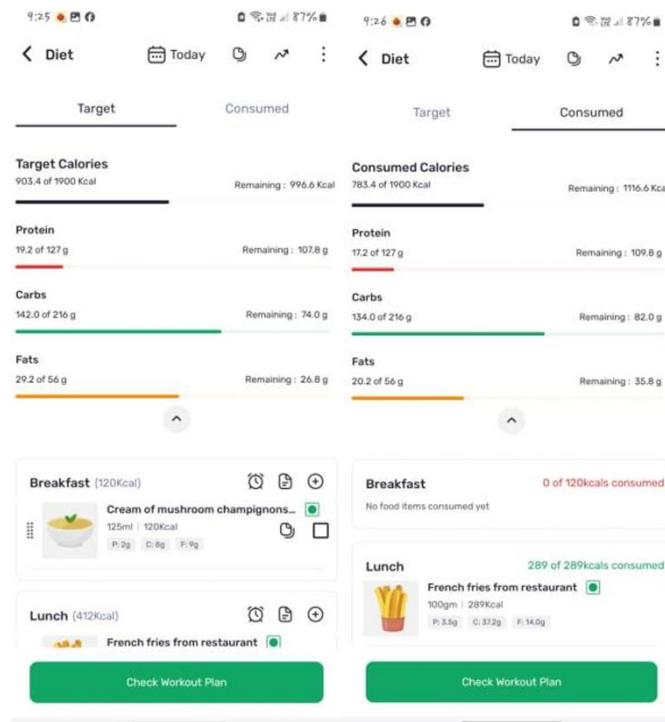 9:25
87%
Diet
Today
Target
Consumed
Target Calories
903.4 of 1900 Kcal
Remaining : 996.6 Kcal
Protein
19.2 of 127 g
Remaining : 107.8 g
Carbs
142.0 of 216 g
Remaining : 74.0 g
Fats
29.2 of 56 g
Remaining : 26.8 g
Breakfast (120Kcal)
Cream of mushroom champignons...
125ml | 120Kcal
P: 2g C: 8g F: 9g
Lunch (412Kcal)
French fries from restaurant
Check Workout Plan
9:26
87%
Diet
Today
Target
Consumed
Consumed Calories
783.4 of 1900 Kcal
Remaining : 1116.6 Kca
Protein
17.2 of 127 g
Remaining : 109.8 g
Carbs
134.0 of 216 g
Remaining : 82.0 g
Fats
20.2 of 56 g
Remaining : 35.8 g
Breakfast
0 of 120kcals consumed
No food items consumed yet
Lunch
289 of 289kcals consumed
French fries from restaurant
100gm | 289Kcal
P: 3.5g C: 37.2g F: 14.0g
Check Workout Plan